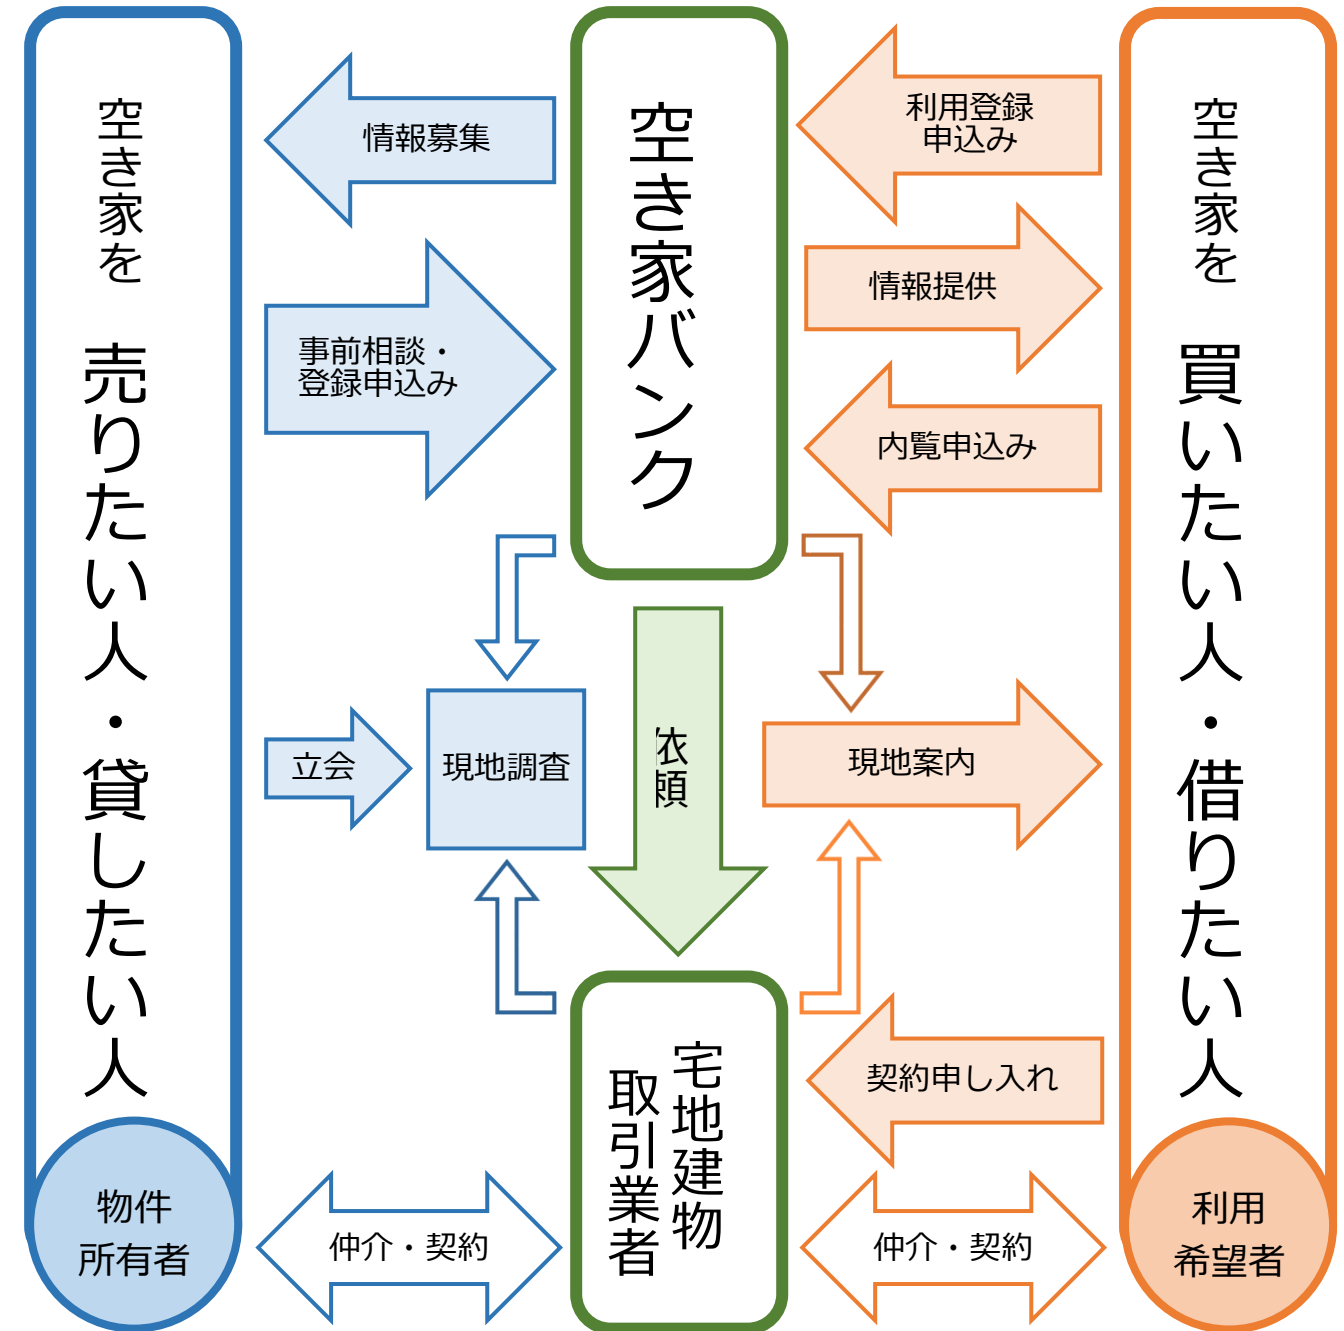 空き家を 売りたい人・貸したい人
物件
所有者
情報募集
事前相談・
登録申込み
立会
現地調査
仲介・契約
空き家バンク
依頼
宅地建物
取引業者
利用登録
申込み
情報提供
内覧申込み
現地案内
契約申し入れ
仲介・契約
空き家を 買いたい人・借りたい人
利用
希望者